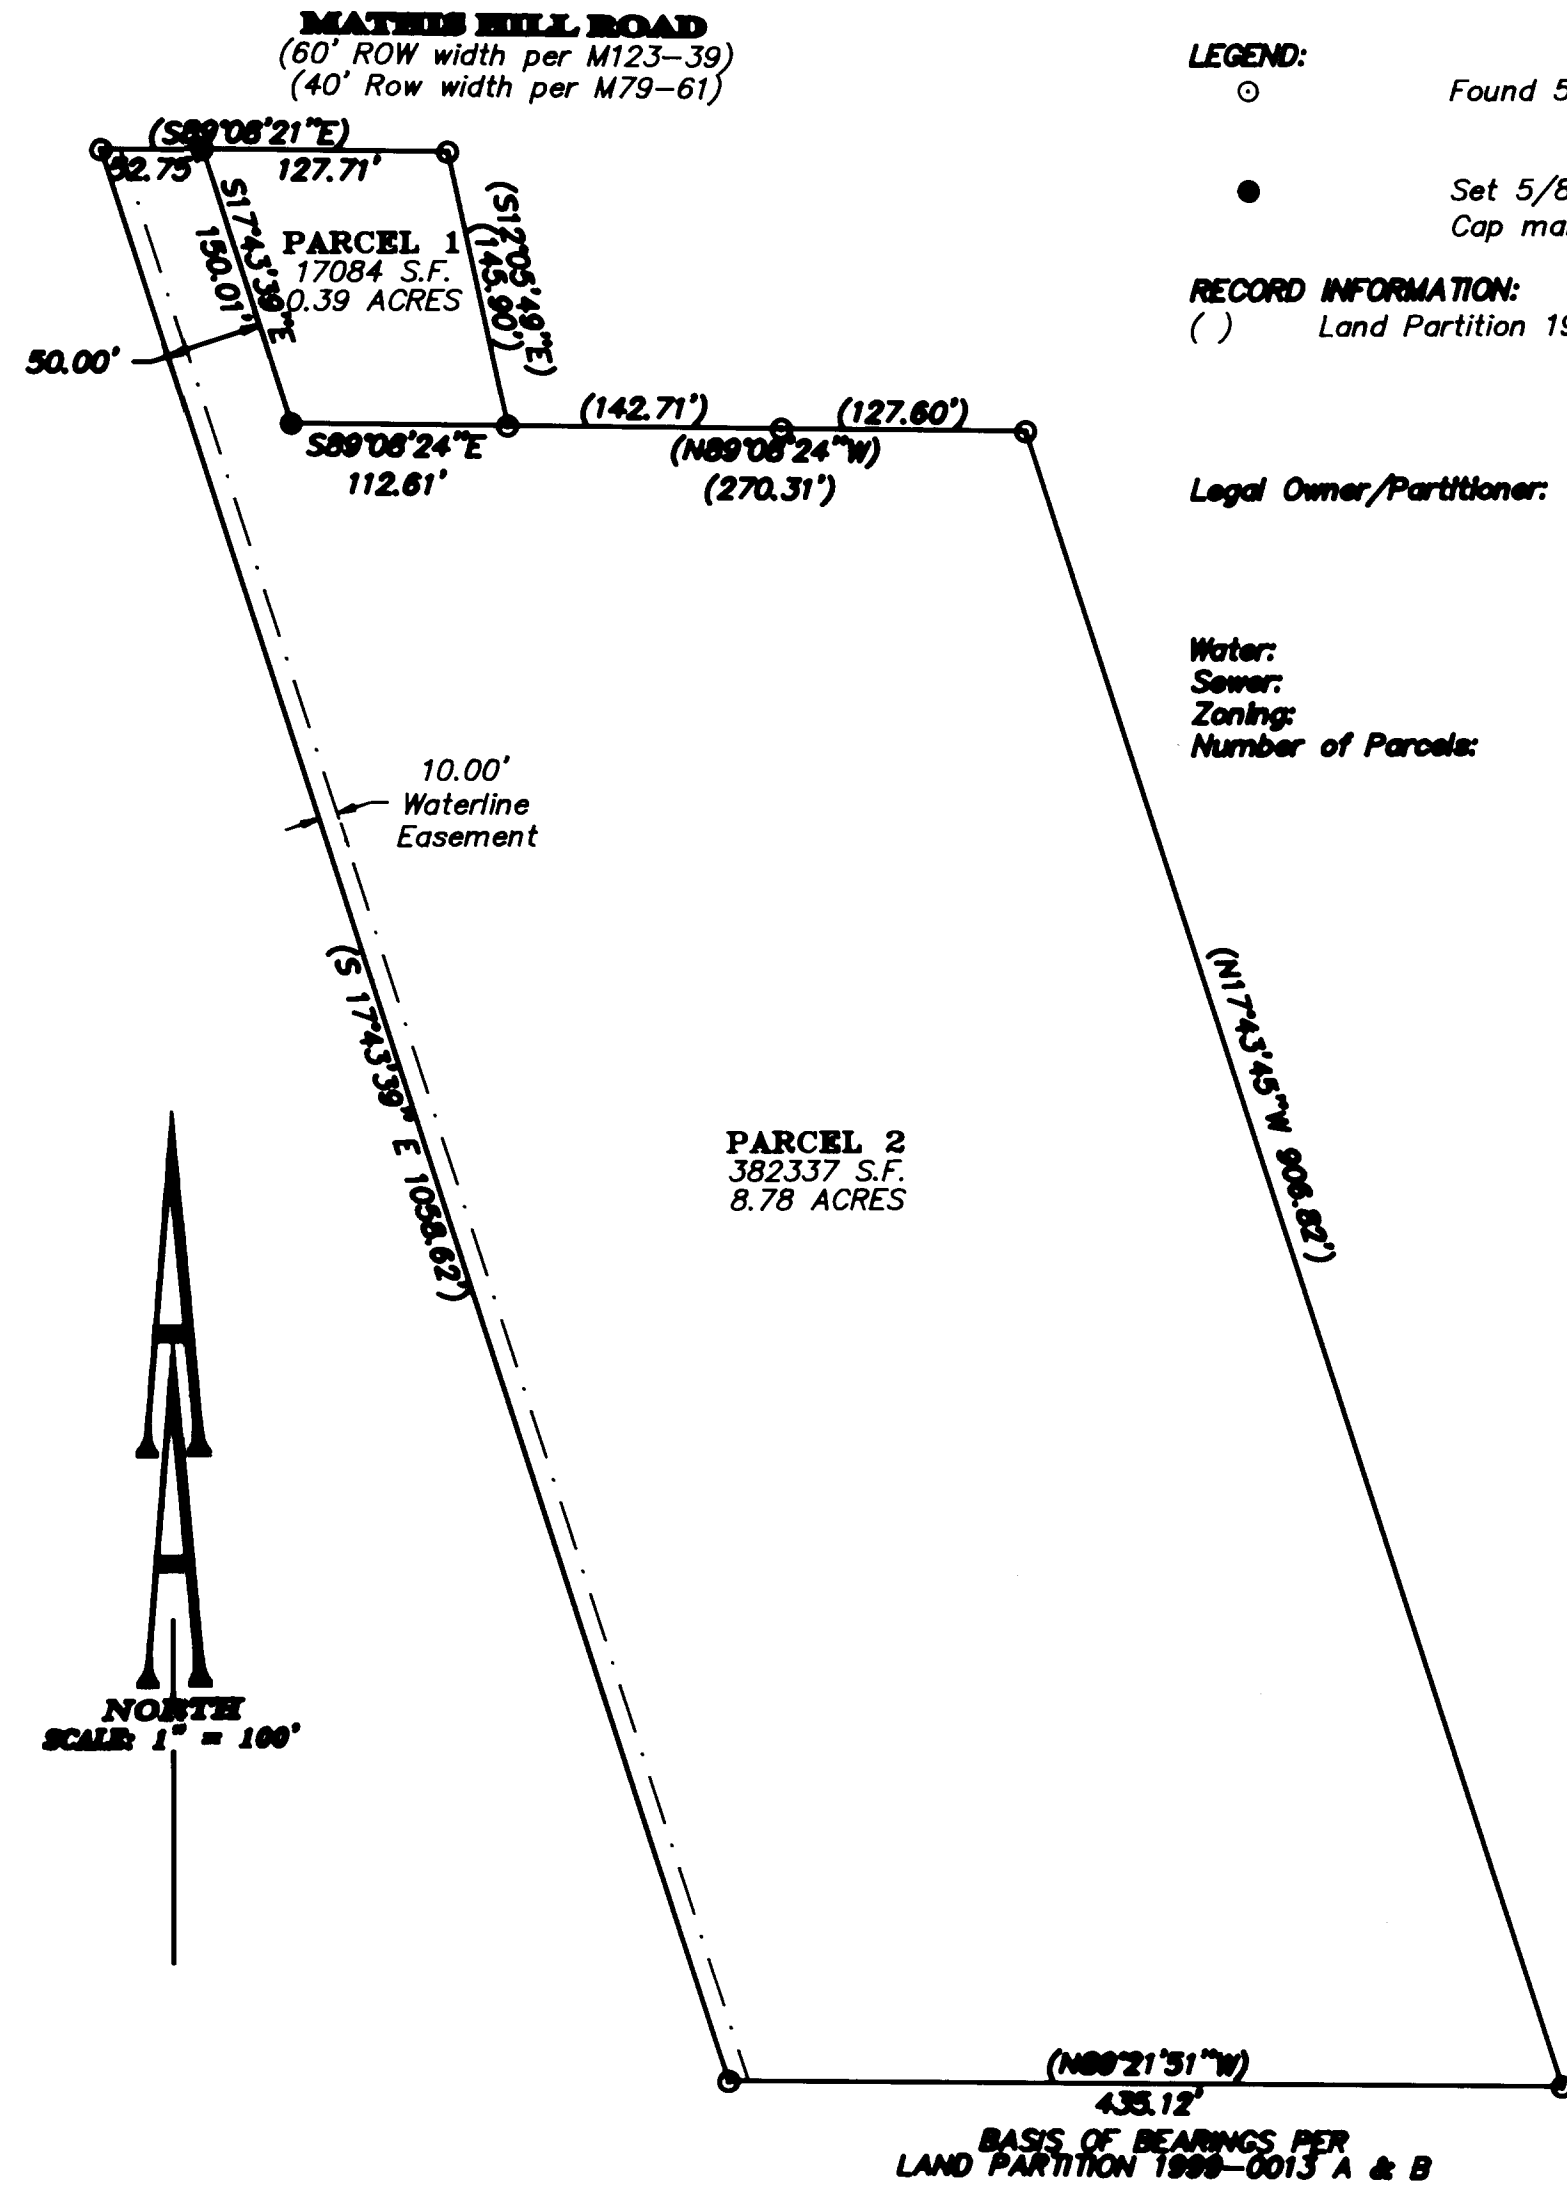 MATHIS HILL ROAD
(60' ROW width per M123-39)
(40' Row width per M79-61)
(S89°08'21"E)
52.75'
127.71'
S17°43'39"E
150.01'
PARCEL 1
17084 S.F.
0.39 ACRES
(S12°05'49"E)
(145.90')
50.00'
S89°08'24"E
112.61'
(142.71')
(127.60')
(N89°08'24"W)
(270.31')
10.00'
Waterline
Easement
(S 17°43'39" E 1058.62')
(N17°43'45"W 906.82')
PARCEL 2
382337 S.F.
8.78 ACRES
NORTH
SCALE: 1" = 100'
(N89°21'51"W)
435.12'
BASIS OF BEARINGS PER
LAND PARTITION 1999-0013 A & B
LEGEND:
Found 5
Set 5/8
Cap ma
RECORD INFORMATION:
( ) Land Partition 19
Legal Owner/Partitioner:
Water:
Sewer:
Zoning:
Number of Parcels: